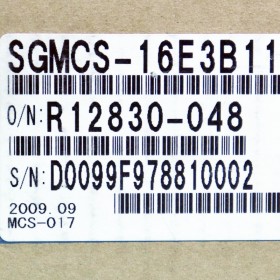 SGMCS-16E3B11
O/N: R12830-048
S/N: D0099F978810002
2009.09
MCS-017